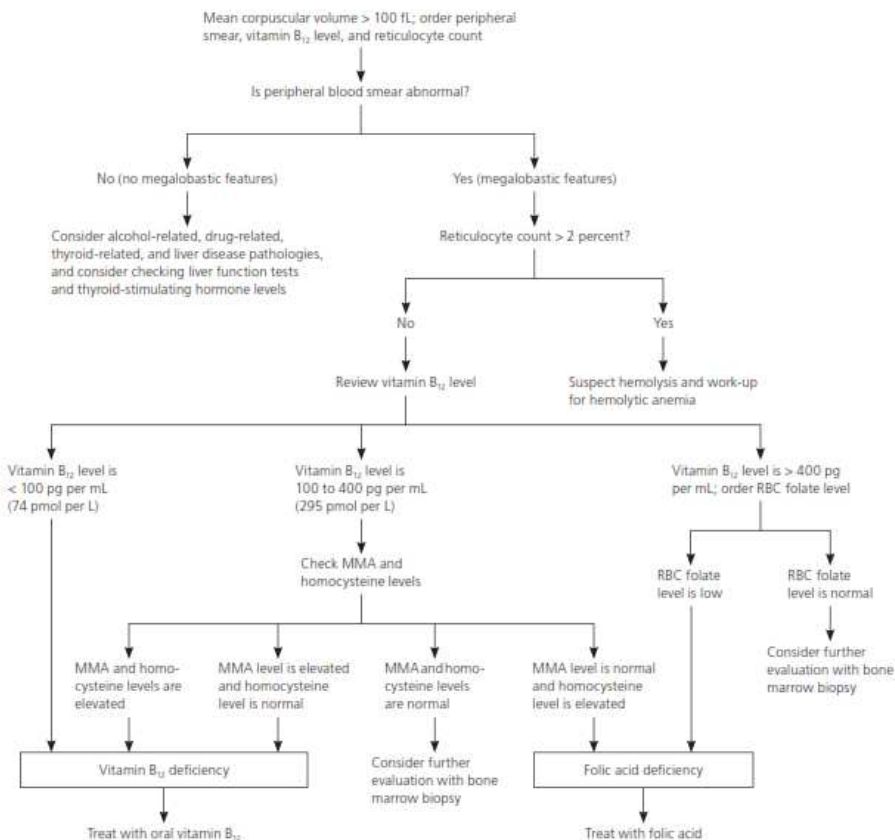 Mean corpuscular volume > 100 fL; order peripheral
smear, vitamin B₁₂ level, and reticulocyte count
Is peripheral blood smear abnormal?
No (no megalobastic features)
Yes (megalobastic features)
Consider alcohol-related, drug-related,
thyroid-related, and liver disease pathologies,
and consider checking liver function tests
and thyroid-stimulating hormone levels
Reticulocyte count > 2 percent?
No
Yes
Review vitamin B₁₂ level
Suspect hemolysis and work-up
for hemolytic anemia
Vitamin B₁₂ level is
< 100 pg per mL
(74 pmol per L)
Vitamin B₁₂ level is
100 to 400 pg per mL
(295 pmol per L)
Vitamin B₁₂ level is > 400 pg
per mL; order RBC folate level
Check MMA and
homocysteine levels
RBC folate
level is low
RBC folate
level is normal
Consider further
evaluation with bone
marrow biopsy
MMA and homo-
cysteine levels are
elevated
MMA level is elevated
and homocysteine
level is normal
MMA and homo-
cysteine levels
are normal
MMA level is normal
and homocysteine
level is elevated
Vitamin B₁₂ deficiency
Consider further
evaluation with bone
marrow biopsy
Folic acid deficiency
Treat with oral vitamin B₁₂
Treat with folic acid